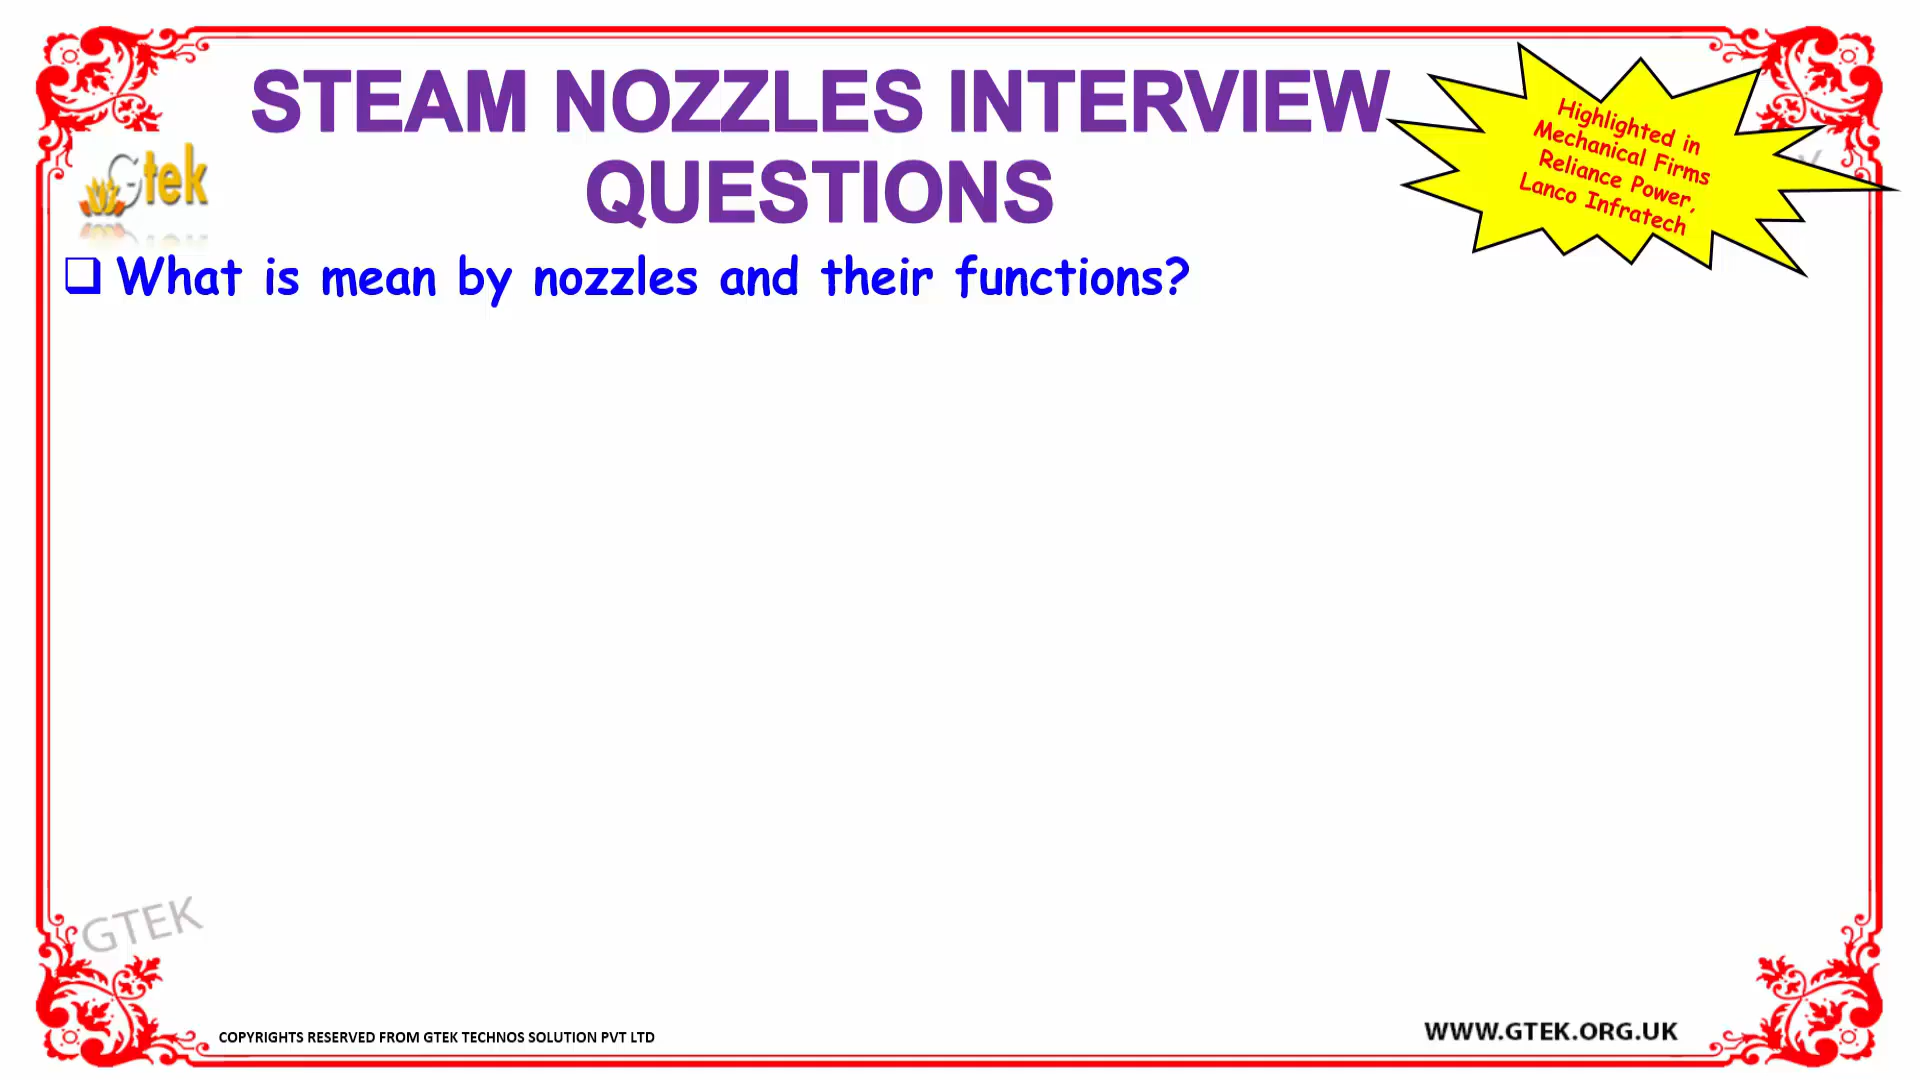 STEAM NOZZLES INTERVIEW
QUESTIONS
Highlighted in
Mechanical Firms
Reliance Power,
Lanco Infratech
Gtek
❑ What is mean by nozzles and their functions?
GTEK
COPYRIGHTS RESERVED FROM GTEK TECHNOS SOLUTION PVT LTD
WWW.GTEK.ORG.UK